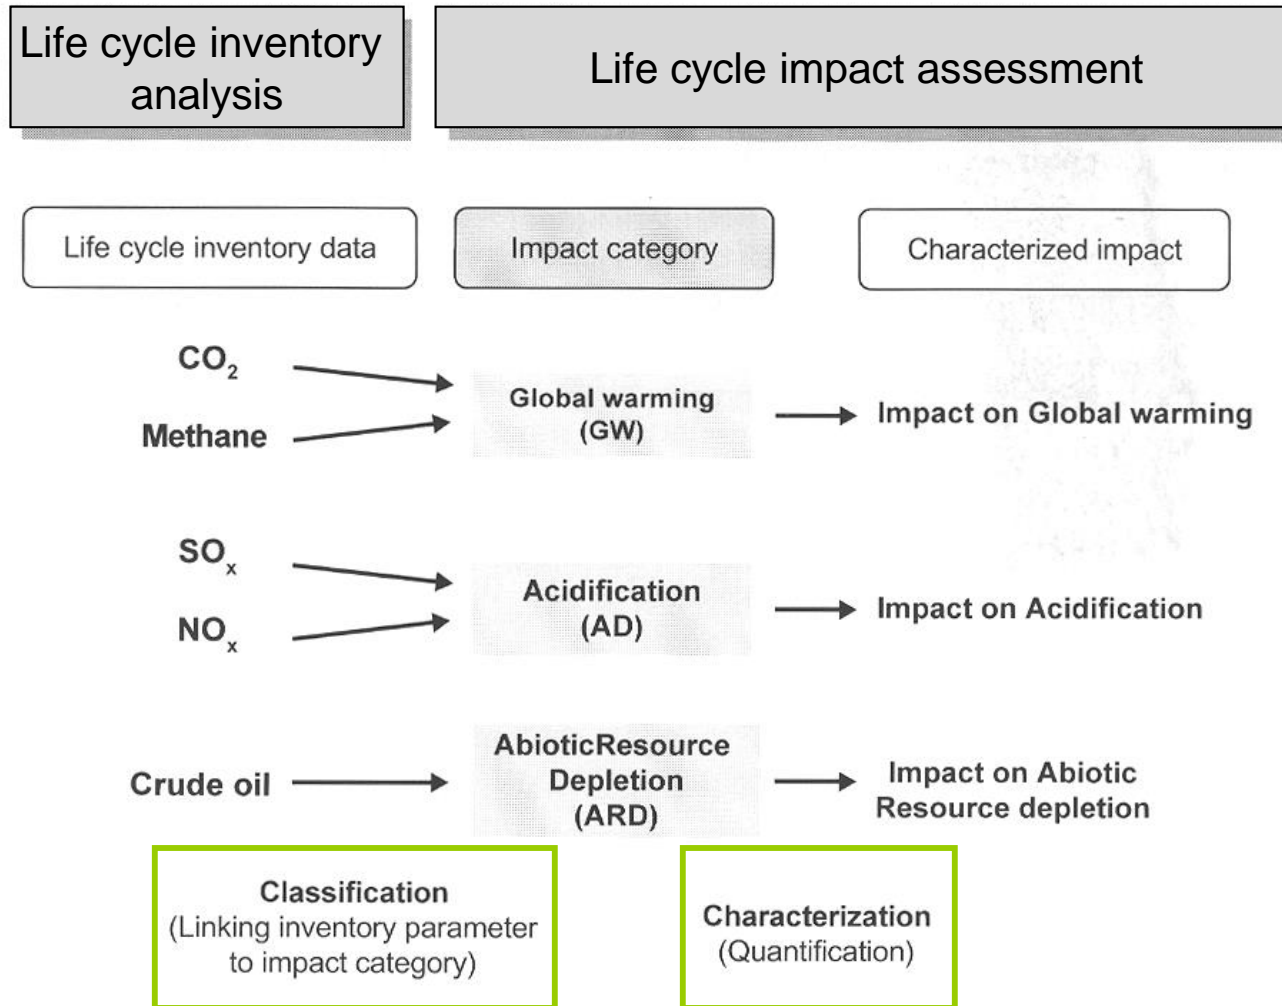 Life cycle inventory
analysis
Life cycle impact assessment
Life cycle inventory data
Impact category
Characterized impact
CO₂
Methane
Global warming
(GW)
Impact on Global warming
SOₓ
NOₓ
Acidification
(AD)
Impact on Acidification
Crude oil
AbioticResource
Depletion
(ARD)
Impact on Abiotic
Resource depletion
Classification
(Linking inventory parameter
to impact category)
Characterization
(Quantification)